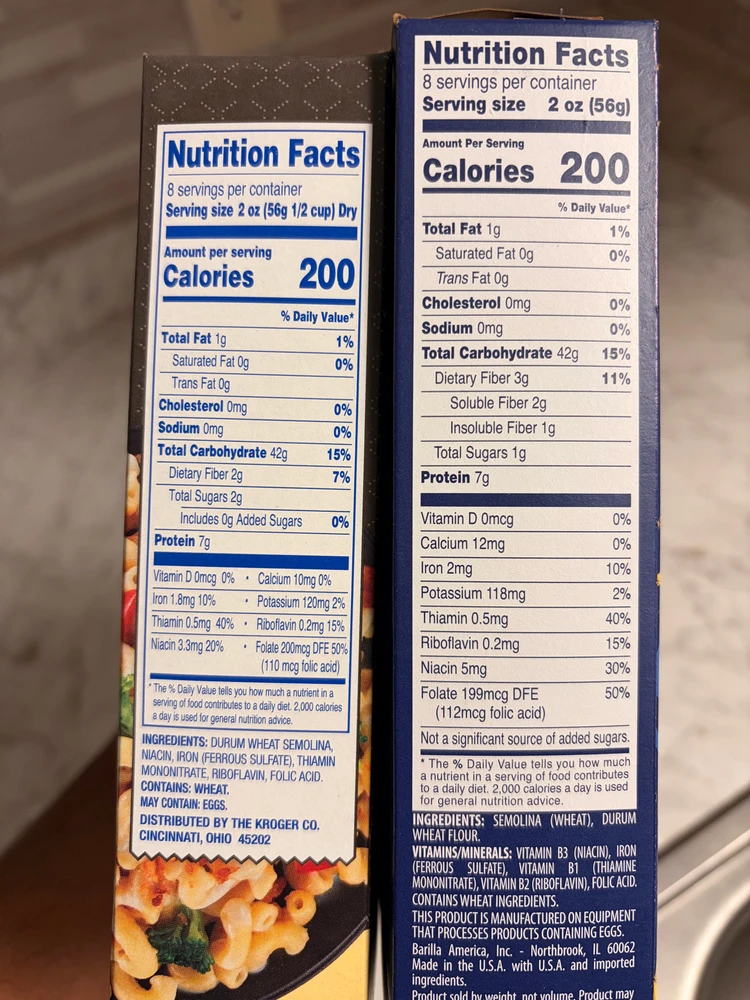 Nutrition Facts
8 servings per container
Serving size 2 oz (56g 1/2 cup) Dry
Amount per serving
Calories 200
% Daily Value*
Total Fat 1g 1%
Saturated Fat 0g 0%
Trans Fat 0g
Cholesterol 0mg 0%
Sodium 0mg 0%
Total Carbohydrate 42g 15%
Dietary Fiber 2g 7%
Total Sugars 2g
Includes 0g Added Sugars 0%
Protein 7g
Vitamin D 0mcg 0% • Calcium 10mg 0%
Iron 1.8mg 10% • Potassium 120mg 2%
Thiamin 0.5mg 40% • Riboflavin 0.2mg 15%
Niacin 3.3mg 20% • Folate 200mcg DFE 50%
(110 mcg folic acid)
* The % Daily Value tells you how much a nutrient in a
serving of food contributes to a daily diet. 2,000 calories
a day is used for general nutrition advice.
INGREDIENTS: DURUM WHEAT SEMOLINA,
NIACIN, IRON (FERROUS SULFATE), THIAMIN
MONONITRATE, RIBOFLAVIN, FOLIC ACID.
CONTAINS: WHEAT.
MAY CONTAIN: EGGS.
DISTRIBUTED BY THE KROGER CO.
CINCINNATI, OHIO 45202
Nutrition Facts
8 servings per container
Serving size 2 oz (56g)
Amount Per Serving
Calories 200
% Daily Value*
Total Fat 1g 1%
Saturated Fat 0g 0%
Trans Fat 0g
Cholesterol 0mg 0%
Sodium 0mg 0%
Total Carbohydrate 42g 15%
Dietary Fiber 3g 11%
Soluble Fiber 2g
Insoluble Fiber 1g
Total Sugars 1g
Protein 7g
Vitamin D 0mcg 0%
Calcium 12mg 0%
Iron 2mg 10%
Potassium 118mg 2%
Thiamin 0.5mg 40%
Riboflavin 0.2mg 15%
Niacin 5mg 30%
Folate 199mcg DFE 50%
(112mcg folic acid)
Not a significant source of added sugars.
* The % Daily Value tells you how much
a nutrient in a serving of food contributes
to a daily diet. 2,000 calories a day is used
for general nutrition advice.
INGREDIENTS: SEMOLINA (WHEAT), DURUM
WHEAT FLOUR.
VITAMINS/MINERALS: VITAMIN B3 (NIACIN), IRON
(FERROUS SULFATE), VITAMIN B1 (THIAMINE
MONONITRATE), VITAMIN B2 (RIBOFLAVIN), FOLIC ACID.
CONTAINS WHEAT INGREDIENTS.
THIS PRODUCT IS MANUFACTURED ON EQUIPMENT
THAT PROCESSES PRODUCTS CONTAINING EGGS.
Barilla America, Inc. - Northbrook, IL 60062
Made in the U.S.A. with U.S.A. and imported
ingredients.
Product sold by weight, not volume. Product may